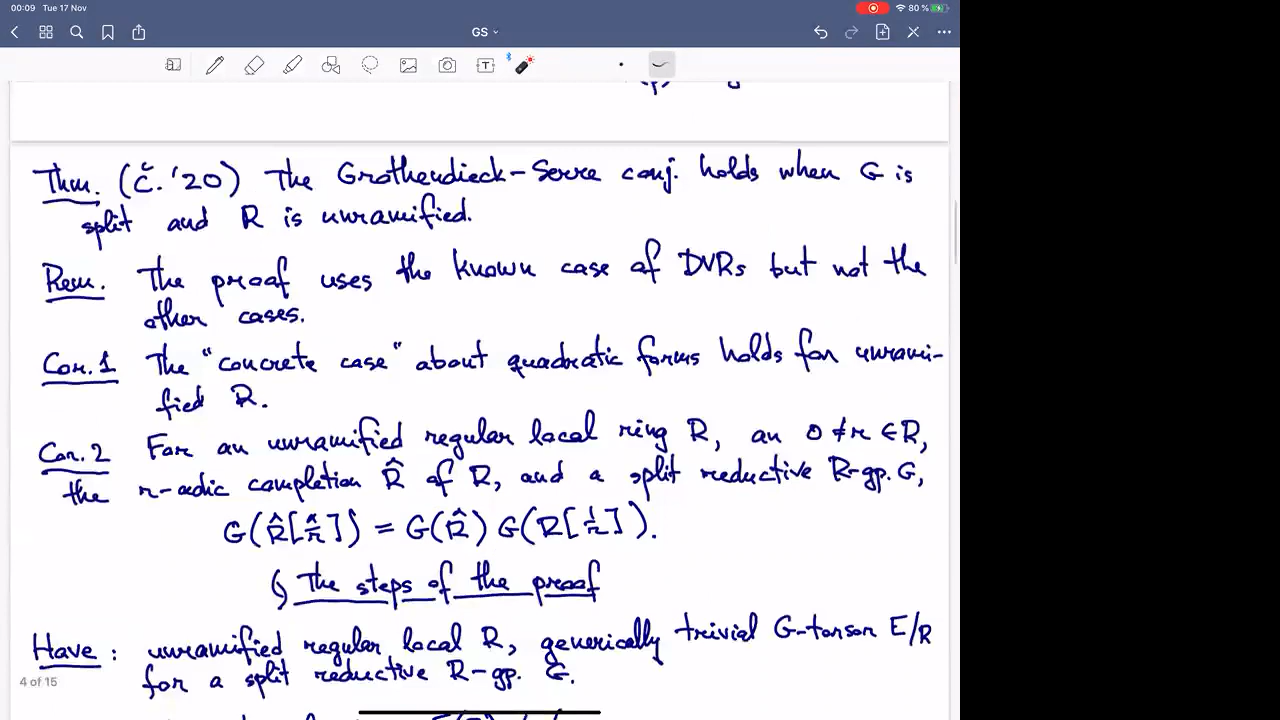 00:09 Tue 17 Nov
80 %
GS
Thm. (Č. '20) The Grothendieck-Serre conj. holds when G is
split and R is unramified.
Rem. The proof uses the known case of DVRs but not the
other cases.
Cor. 1 The "concrete case" about quadratic forms holds for unrami-
fied R.
Cor. 2 For an unramified regular local ring R, an 0 ≠ r ∈ R,
the r-adic completion R̂ of R, and a split reductive R-gp. G,
G(R̂[1/r]) = G(R̂) G(R[1/r]).
§ The steps of the proof
Have: unramified regular local R, generically trivial G-torsor E/R
for a split reductive R-gp. G.
4 of 15